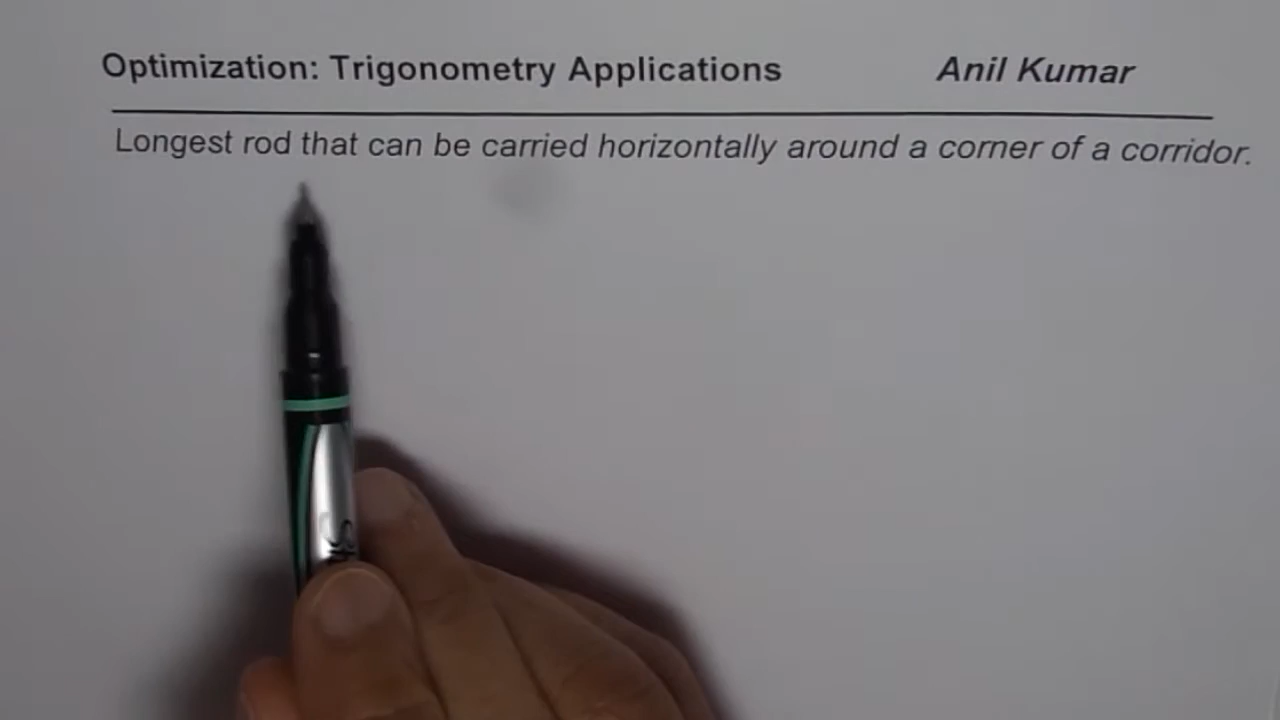 Optimization: Trigonometry Applications Anil Kumar
Longest rod that can be carried horizontally around a corner of a corridor.